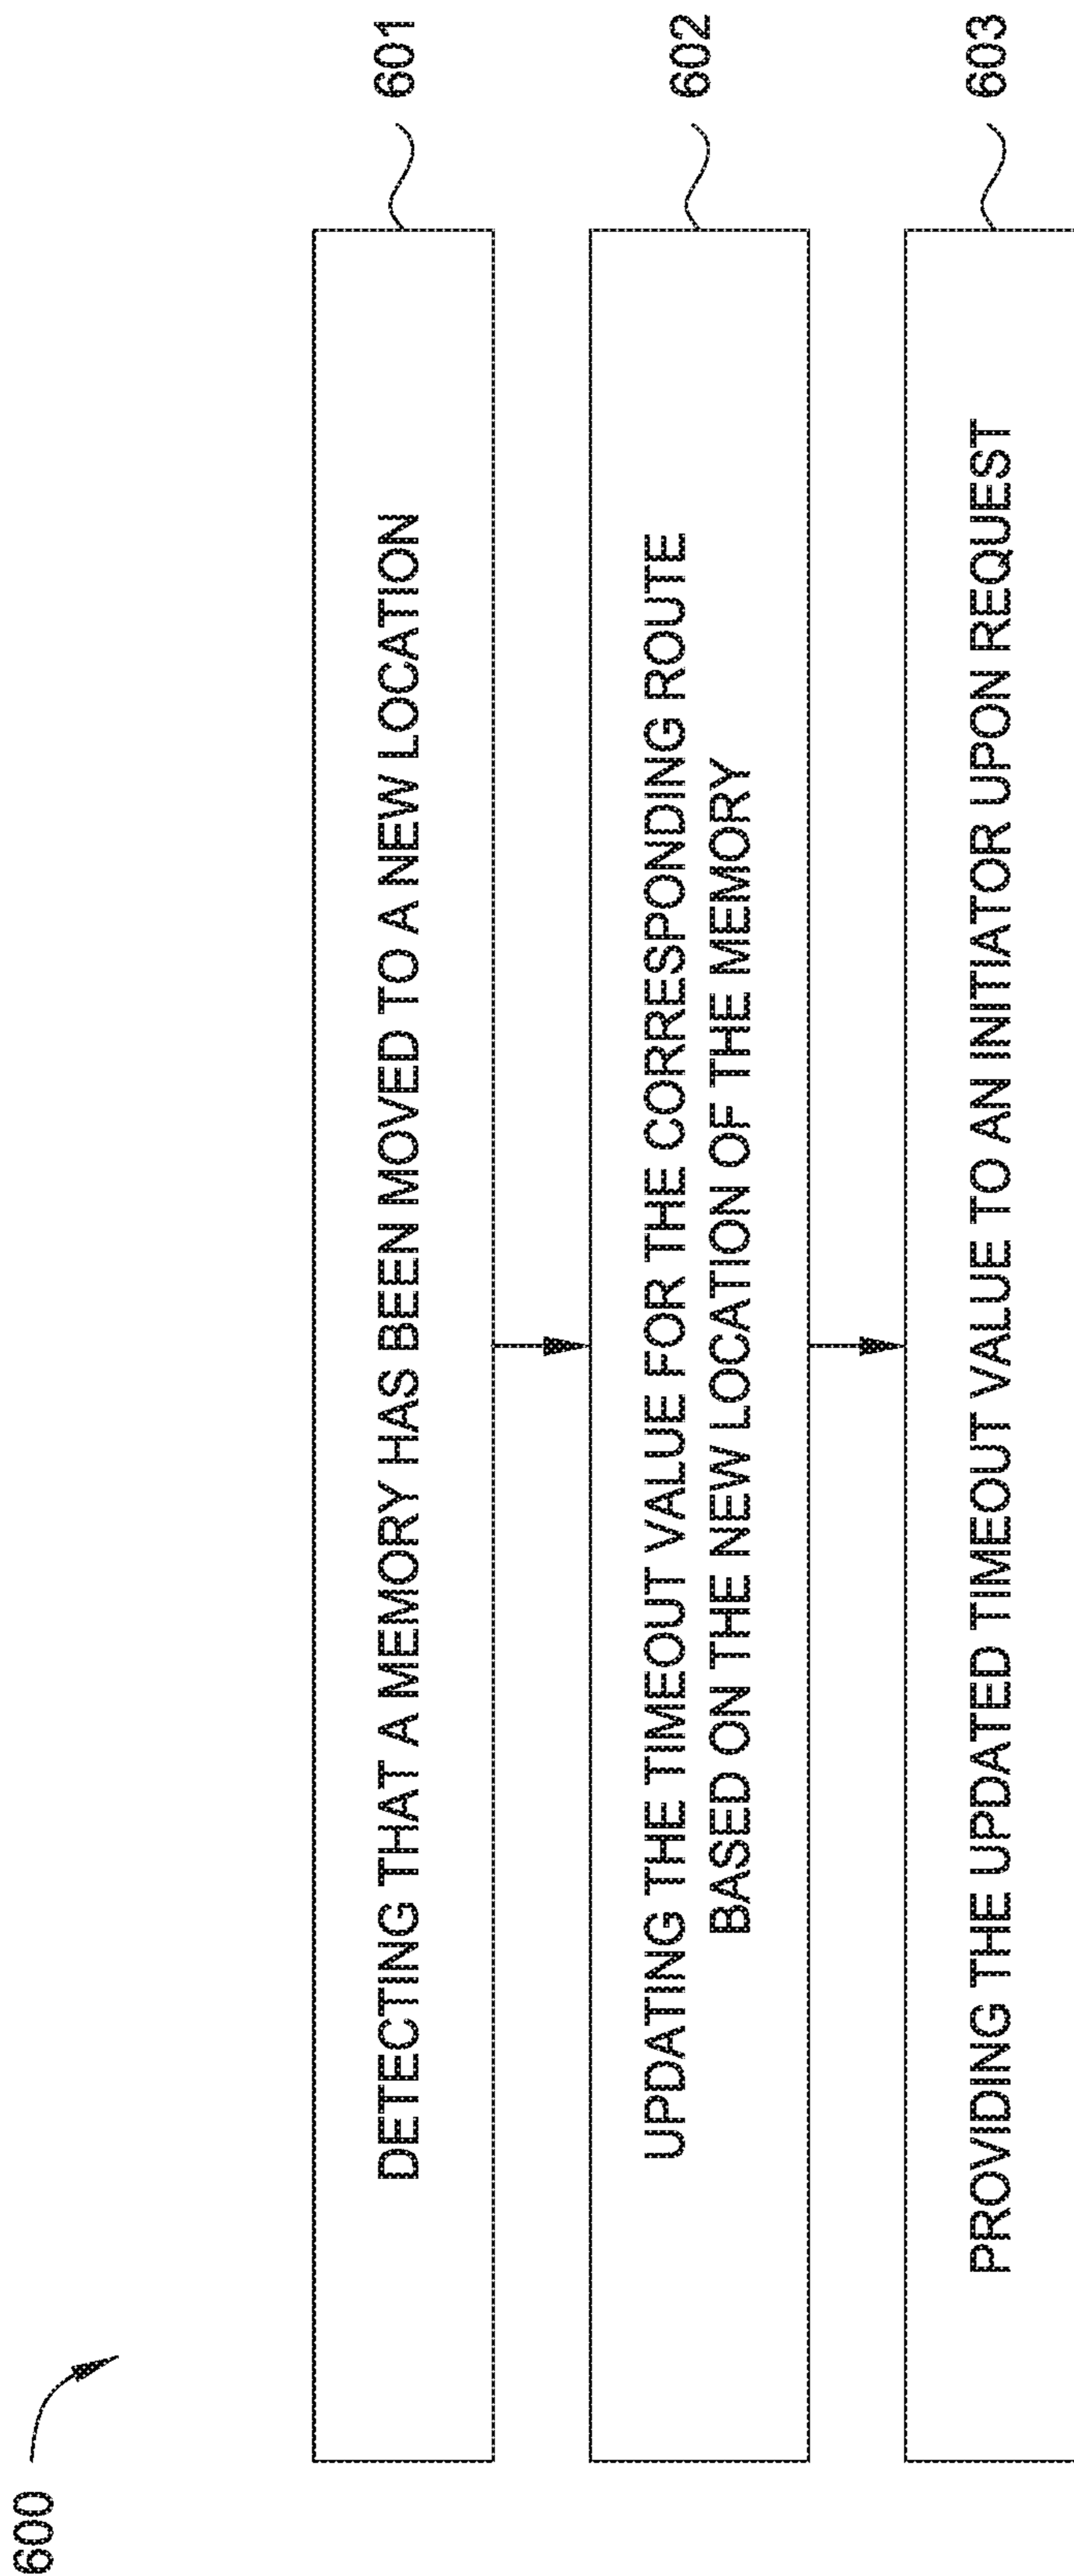 600
DETECTING THAT A MEMORY HAS BEEN MOVED TO A NEW LOCATION
601
UPDATING THE TIMEOUT VALUE FOR THE CORRESPONDING ROUTE
BASED ON THE NEW LOCATION OF THE MEMORY
602
PROVIDING THE UPDATED TIMEOUT VALUE TO AN INITIATOR UPON REQUEST
603